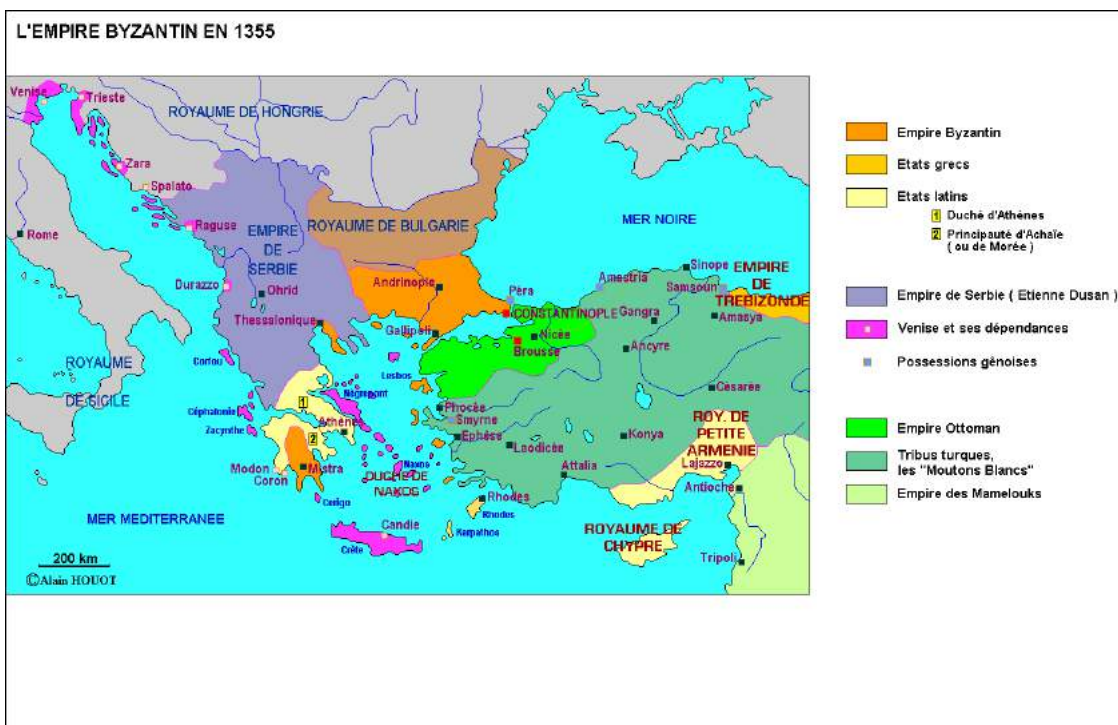 L'EMPIRE BYZANTIN EN 1355
Venise
Trieste
ROYAUME DE HONGRIE
Zara
Spalato
Rome
Raguse
EMPIRE
DE
SERBIE
ROYAUME DE BULGARIE
MER NOIRE
Durazzo
Ohrid
Andrinople
Péra
CONSTANTINOPLE
Amestria
Sinope
Samsoun
EMPIRE
DE
TREBIZONDE
Thessalonique
Gallipoli
Nicée
Brousse
Gangra
Amasya
Ancyre
ROYAUME
DE SICILE
Corfou
Lesbos
Négrepont
Phocée
Smyrne
Césarée
Céphalonie
Zacynthe
1
Athènes
2
Ephèse
Laodicée
Konya
ROY. DE
PETITE
ARMENIE
Lajazzo
Modon
Coron
Mistra
Naxos
DUCHE DE
NAXOS
Attalia
Antioche
Cerigo
Rhodes
Rhodes
Karpathos
MER MEDITERRANEE
Candie
Crète
ROYAUME DE
CHYPRE
Tripoli
200 km
©Alain HOUOT
Empire Byzantin
Etats grecs
Etats latins
1 Duché d'Athènes
2 Principauté d'Achaïe
( ou de Morée )
Empire de Serbie ( Etienne Dusan )
Venise et ses dépendances
Possessions génoises
Empire Ottoman
Tribus turques,
les "Moutons Blancs"
Empire des Mamelouks